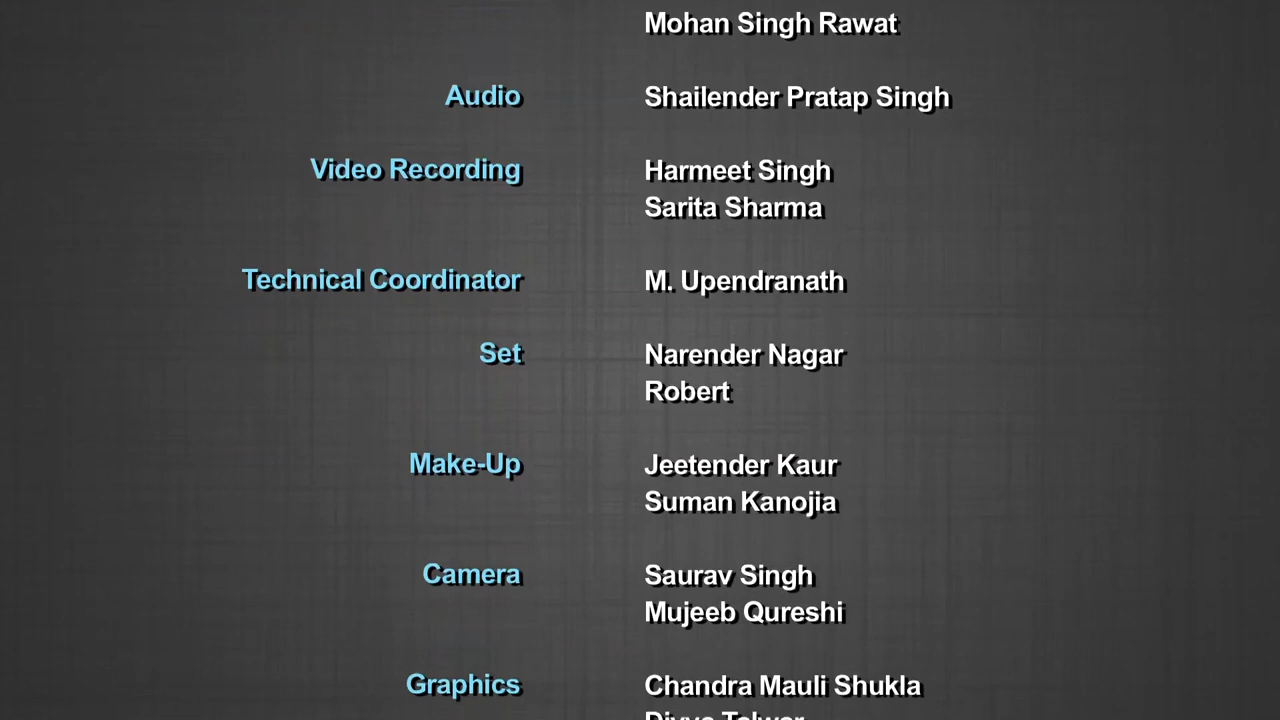 Mohan Singh Rawat
Audio Shailender Pratap Singh
Video Recording Harmeet Singh
Sarita Sharma
Technical Coordinator M. Upendranath
Set Narender Nagar
Robert
Make-Up Jeetender Kaur
Suman Kanojia
Camera Saurav Singh
Mujeeb Qureshi
Graphics Chandra Mauli Shukla